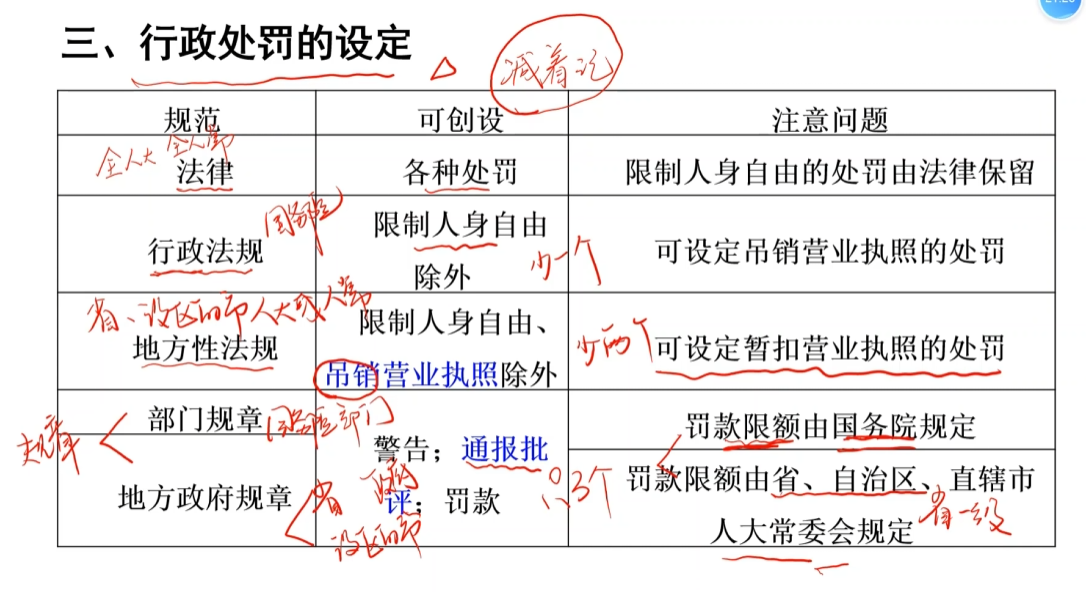 三、行政处罚的设定
减着记
规范
可创设
注意问题
全人大 全人常
法律
各种处罚
限制人身自由的处罚由法律保留
国务院
行政法规
限制人身自由
除外
少一个
可设定吊销营业执照的处罚
省、设区的市人大或人常
地方性法规
限制人身自由、
吊销营业执照除外
少两个
可设定暂扣营业执照的处罚
规章
部门规章
国务院部门
罚款限额由国务院规定
警告；通报批
评；罚款
只3个
地方政府规章
省 政府
设区的市
罚款限额由省、自治区、直辖市
人大常委会规定
省一级